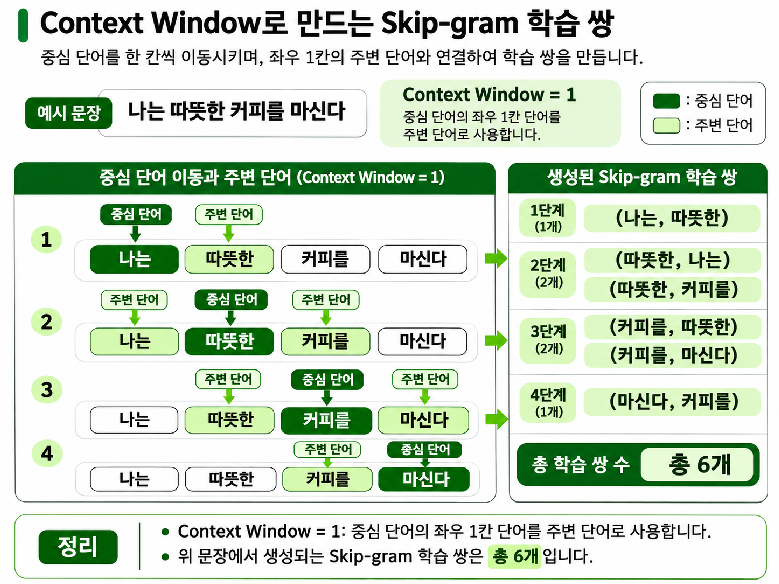 Context Window로 만드는 Skip-gram 학습 쌍
중심 단어를 한 칸씩 이동시키며, 좌우 1칸의 주변 단어와 연결하여 학습 쌍을 만듭니다.
예시 문장
나는 따뜻한 커피를 마신다
Context Window = 1
중심 단어의 좌우 1칸 단어를
주변 단어로 사용합니다.
: 중심 단어
: 주변 단어
중심 단어 이동과 주변 단어 (Context Window = 1)
중심 단어 주변 단어
1
나는 따뜻한 커피를 마신다
주변 단어 중심 단어 주변 단어
2
나는 따뜻한 커피를 마신다
주변 단어 중심 단어 주변 단어
3
나는 따뜻한 커피를 마신다
주변 단어 중심 단어
4
나는 따뜻한 커피를 마신다
생성된 Skip-gram 학습 쌍
1단계
(1개)
(나는, 따뜻한)
2단계
(2개)
(따뜻한, 나는)
(따뜻한, 커피를)
3단계
(2개)
(커피를, 따뜻한)
(커피를, 마신다)
4단계
(1개)
(마신다, 커피를)
총 학습 쌍 수 총 6개
정리
• Context Window = 1: 중심 단어의 좌우 1칸 단어를 주변 단어로 사용합니다.
• 위 문장에서 생성되는 Skip-gram 학습 쌍은 총 6개입니다.